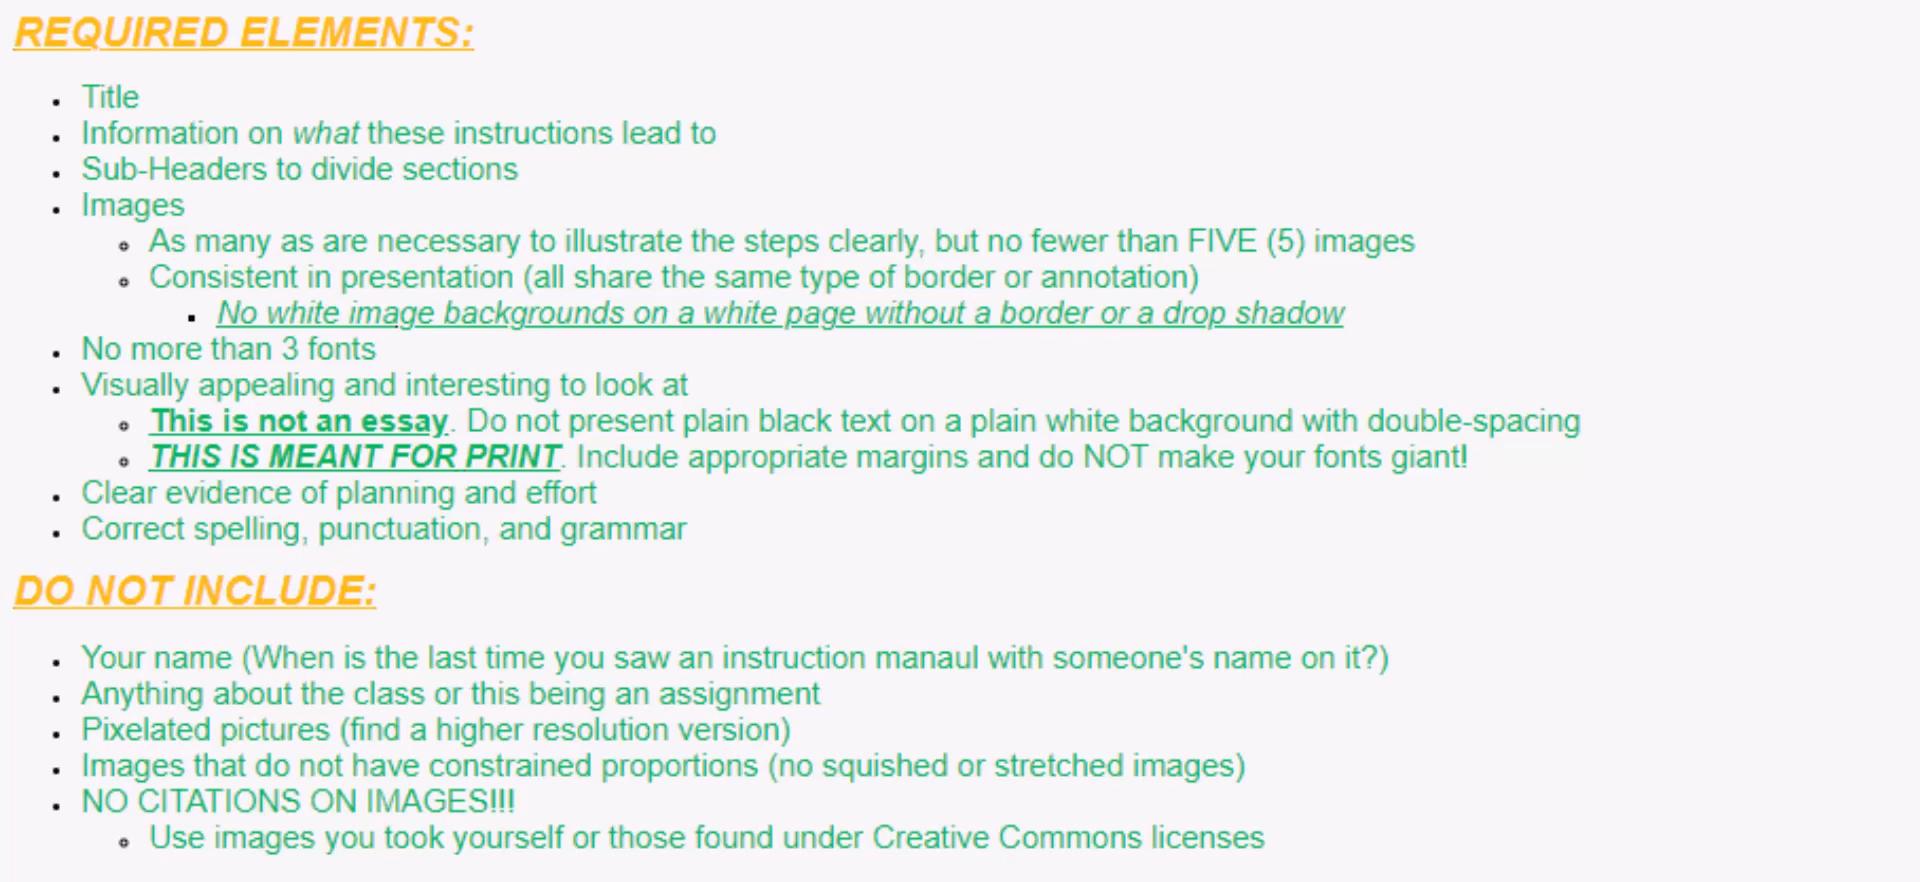 REQUIRED ELEMENTS:
Title
Information on what these instructions lead to
Sub-Headers to divide sections
Images
As many as are necessary to illustrate the steps clearly, but no fewer than FIVE (5) images
Consistent in presentation (all share the same type of border or annotation)
No white image backgrounds on a white page without a border or a drop shadow
No more than 3 fonts
Visually appealing and interesting to look at
This is not an essay. Do not present plain black text on a plain white background with double-spacing
THIS IS MEANT FOR PRINT. Include appropriate margins and do NOT make your fonts giant!
Clear evidence of planning and effort
Correct spelling, punctuation, and grammar
DO NOT INCLUDE:
Your name (When is the last time you saw an instruction manaul with someone's name on it?)
Anything about the class or this being an assignment
Pixelated pictures (find a higher resolution version)
Images that do not have constrained proportions (no squished or stretched images)
NO CITATIONS ON IMAGES!!!
Use images you took yourself or those found under Creative Commons licenses